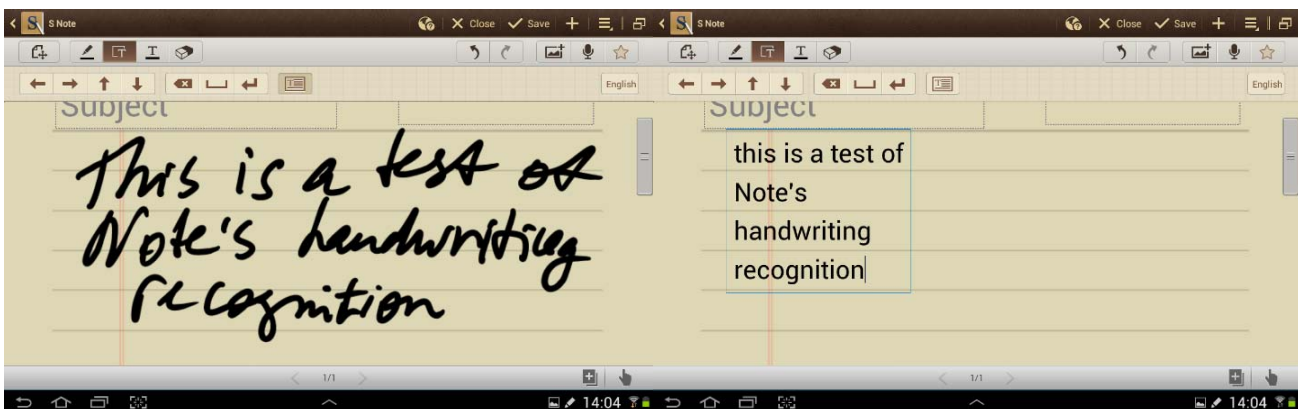 S Note
Close
Save
English
Subject
This is a test of
Note's handwriting
recognition
1/1
14:04
S Note
Close
Save
English
Subject
this is a test of
Note's
handwriting
recognition
1/1
14:04